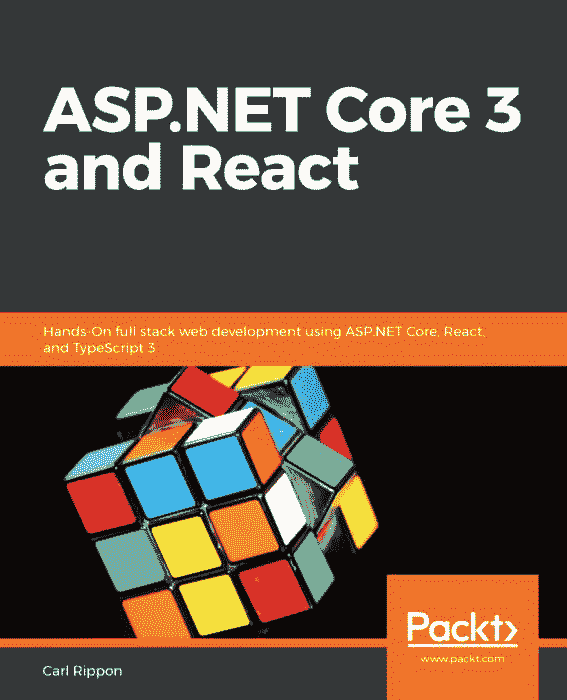 ASP.NET Core 3
and React
Hands-On full stack web development using ASP.NET Core, React,
and TypeScript 3
Packt>
www.packt.com
Carl Rippon